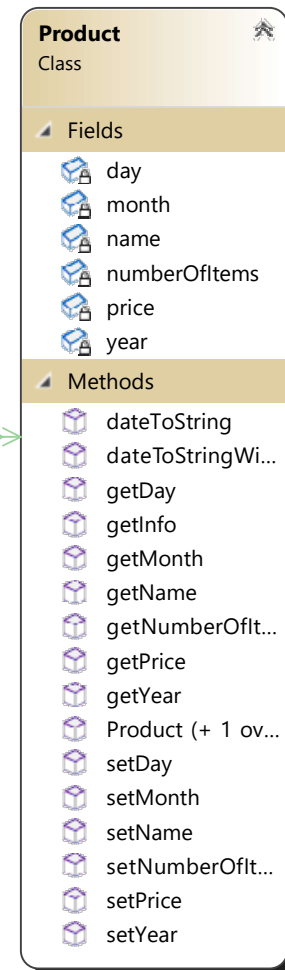 Product
Class
Fields
day
month
name
numberOfItems
price
year
Methods
dateToString
dateToStringWi...
getDay
getInfo
getMonth
getName
getNumberOfIt...
getPrice
getYear
Product (+ 1 ov...
setDay
setMonth
setName
setNumberOfIt...
setPrice
setYear